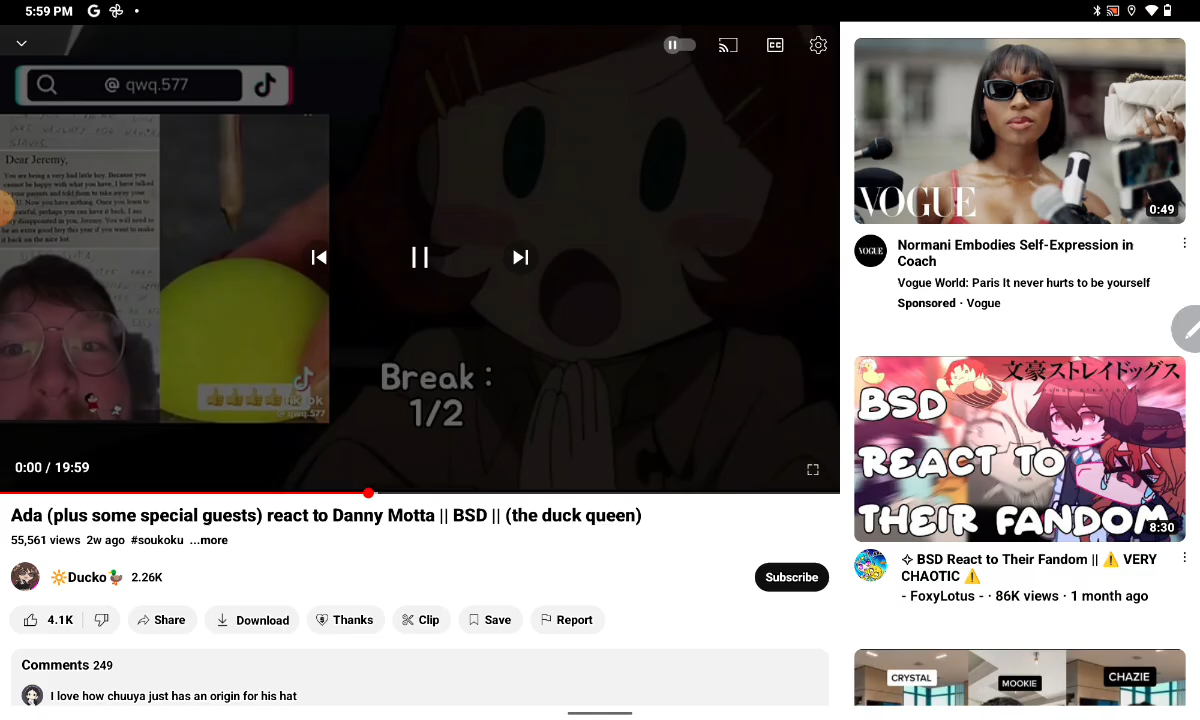 5:59 PM
@ qwq.577
Dear Jeremy,
You are being a very bad little boy. Because you
cannot be happy with what you have, I have talked
your parents and told them to take away your
U. Now you have nothing. Once you learn to
be grateful, perhaps you can have it back. I am
very disappointed in you, Jeremy. You will need to
be an extra good boy this year if you want to make
it back on the nice list
TikTok
@qwq.577
Break :
1/2
CC
0:00 / 19:59
Ada (plus some special guests) react to Danny Motta || BSD || (the duck queen)
55,561 views 2w ago #soukoku ...more
🔆Ducko🦆 2.26K
Subscribe
4.1K
Share
Download
Thanks
Clip
Save
Report
Comments 249
I love how chuuya just has an origin for his hat
VOGUE
0:49
VOGUE
Normani Embodies Self-Expression in
Coach
Vogue World: Paris It never hurts to be yourself
Sponsored · Vogue
文豪ストレイドッグス
BSD
REACT TO
THEIR FANDOM
8:30
✧ BSD React to Their Fandom || ⚠️ VERY
CHAOTIC ⚠️
- FoxyLotus - · 86K views · 1 month ago
CRYSTAL
MOOKIE
CHAZIE